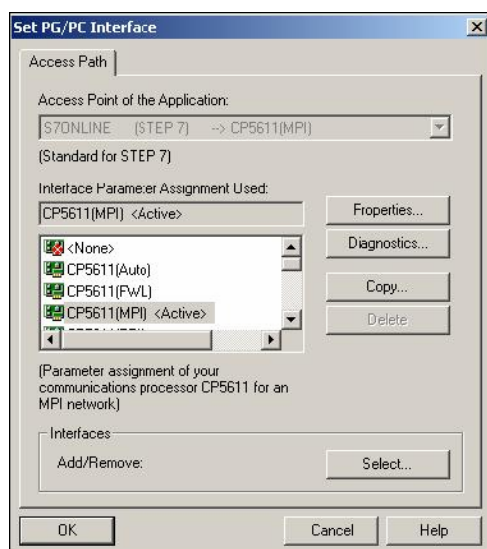 Set PG/PC Interface
Access Path
Access Point of the Application:
S7ONLINE (STEP 7) --> CP5611(MPI)
(Standard for STEP 7)
Interface Parameter Assignment Used:
CP5611(MPI) <Active>
Properties...
<None>
Diagnostics...
CP5611(Auto)
CP5611(FWL)
Copy...
CP5611(MPI) <Active>
Delete
(Parameter assignment of your
communications processor CP5611 for an
MPI network)
Interfaces
Add/Remove:
Select...
OK
Cancel
Help